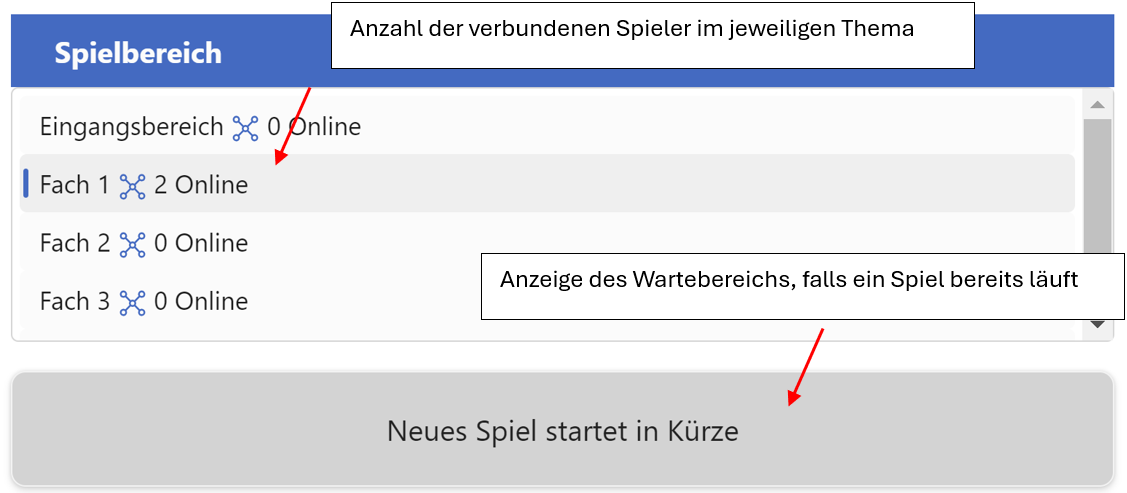 Anzahl der verbundenen Spieler im jeweiligen Thema
Spielbereich
Eingangsbereich 0 Online
Fach 1 2 Online
Fach 2 0 Online
Anzeige des Wartebereichs, falls ein Spiel bereits läuft
Fach 3 0 Online
Neues Spiel startet in Kürze